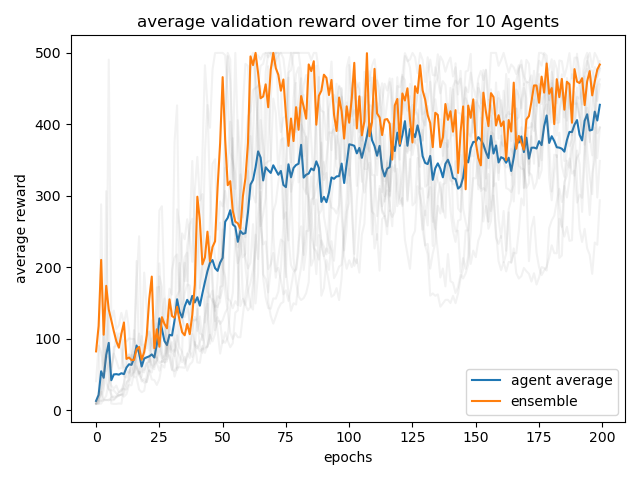 average validation reward over time for 10 Agents
average reward
500
400
300
200
100
0
0 25 50 75 100 125 150 175 200
epochs
agent average
ensemble